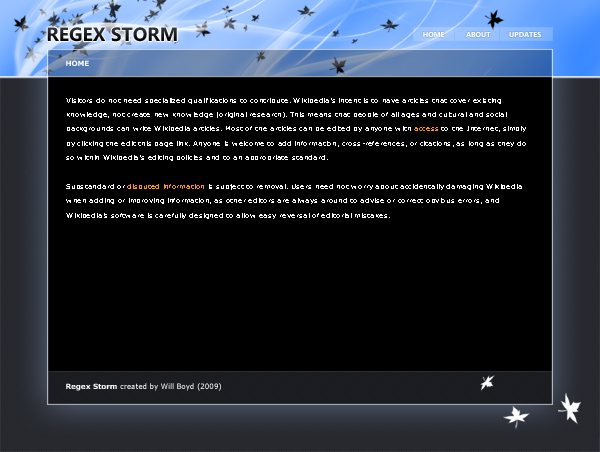 REGEX STORM
HOME ABOUT UPDATES
HOME
Visitors do not need specialized qualifications to contribute. Wikipedia's intent is to have articles that cover existing
knowledge, not create new knowledge (original research). This means that people of all ages and cultural and social
backgrounds can write Wikipedia articles. Most of the articles can be edited by anyone with access to the Internet, simply
by clicking the edit this page link. Anyone is welcome to add information, cross-references, or citations, as long as they do
so within Wikipedia's editing policies and to an appropriate standard.
Substandard or disputed information is subject to removal. Users need not worry about accidentally damaging Wikipedia
when adding or improving information, as other editors are always around to advise or correct obvious errors, and
Wikipedia's software is carefully designed to allow easy reversal of editorial mistakes.
Regex Storm created by Will Boyd (2009)